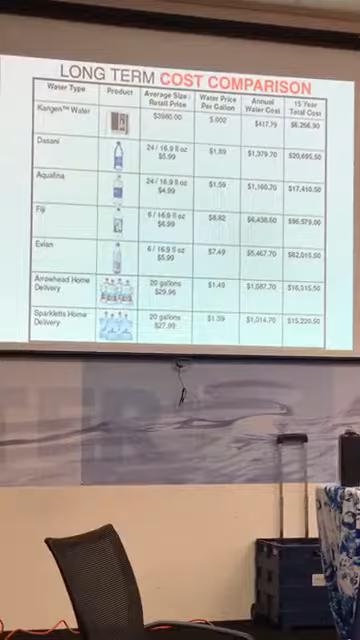 LONG TERM COST COMPARISON
Water Type Product Average Size / Retail Price Water Price Per Gallon Annual Water Cost 15 Year Total Cost
Kangen™ Water $3980.00 $.002 $417.79 $6,266.90
Dasani 24 / 16.9 fl oz $5.99 $1.89 $1,379.70 $20,695.50
Aquafina 24 / 16.9 fl oz $4.99 $1.59 $1,160.70 $17,410.50
Fiji 6 / 16.9 fl oz $6.99 $8.82 $6,438.60 $96,579.00
Evian 6 / 16.9 fl oz $5.99 $7.49 $5,467.70 $82,015.50
Arrowhead Home Delivery 20 gallons $29.96 $1.49 $1,087.70 $16,315.50
Sparkletts Home Delivery 20 gallons $27.99 $1.39 $1,014.70 $15,220.50
TER